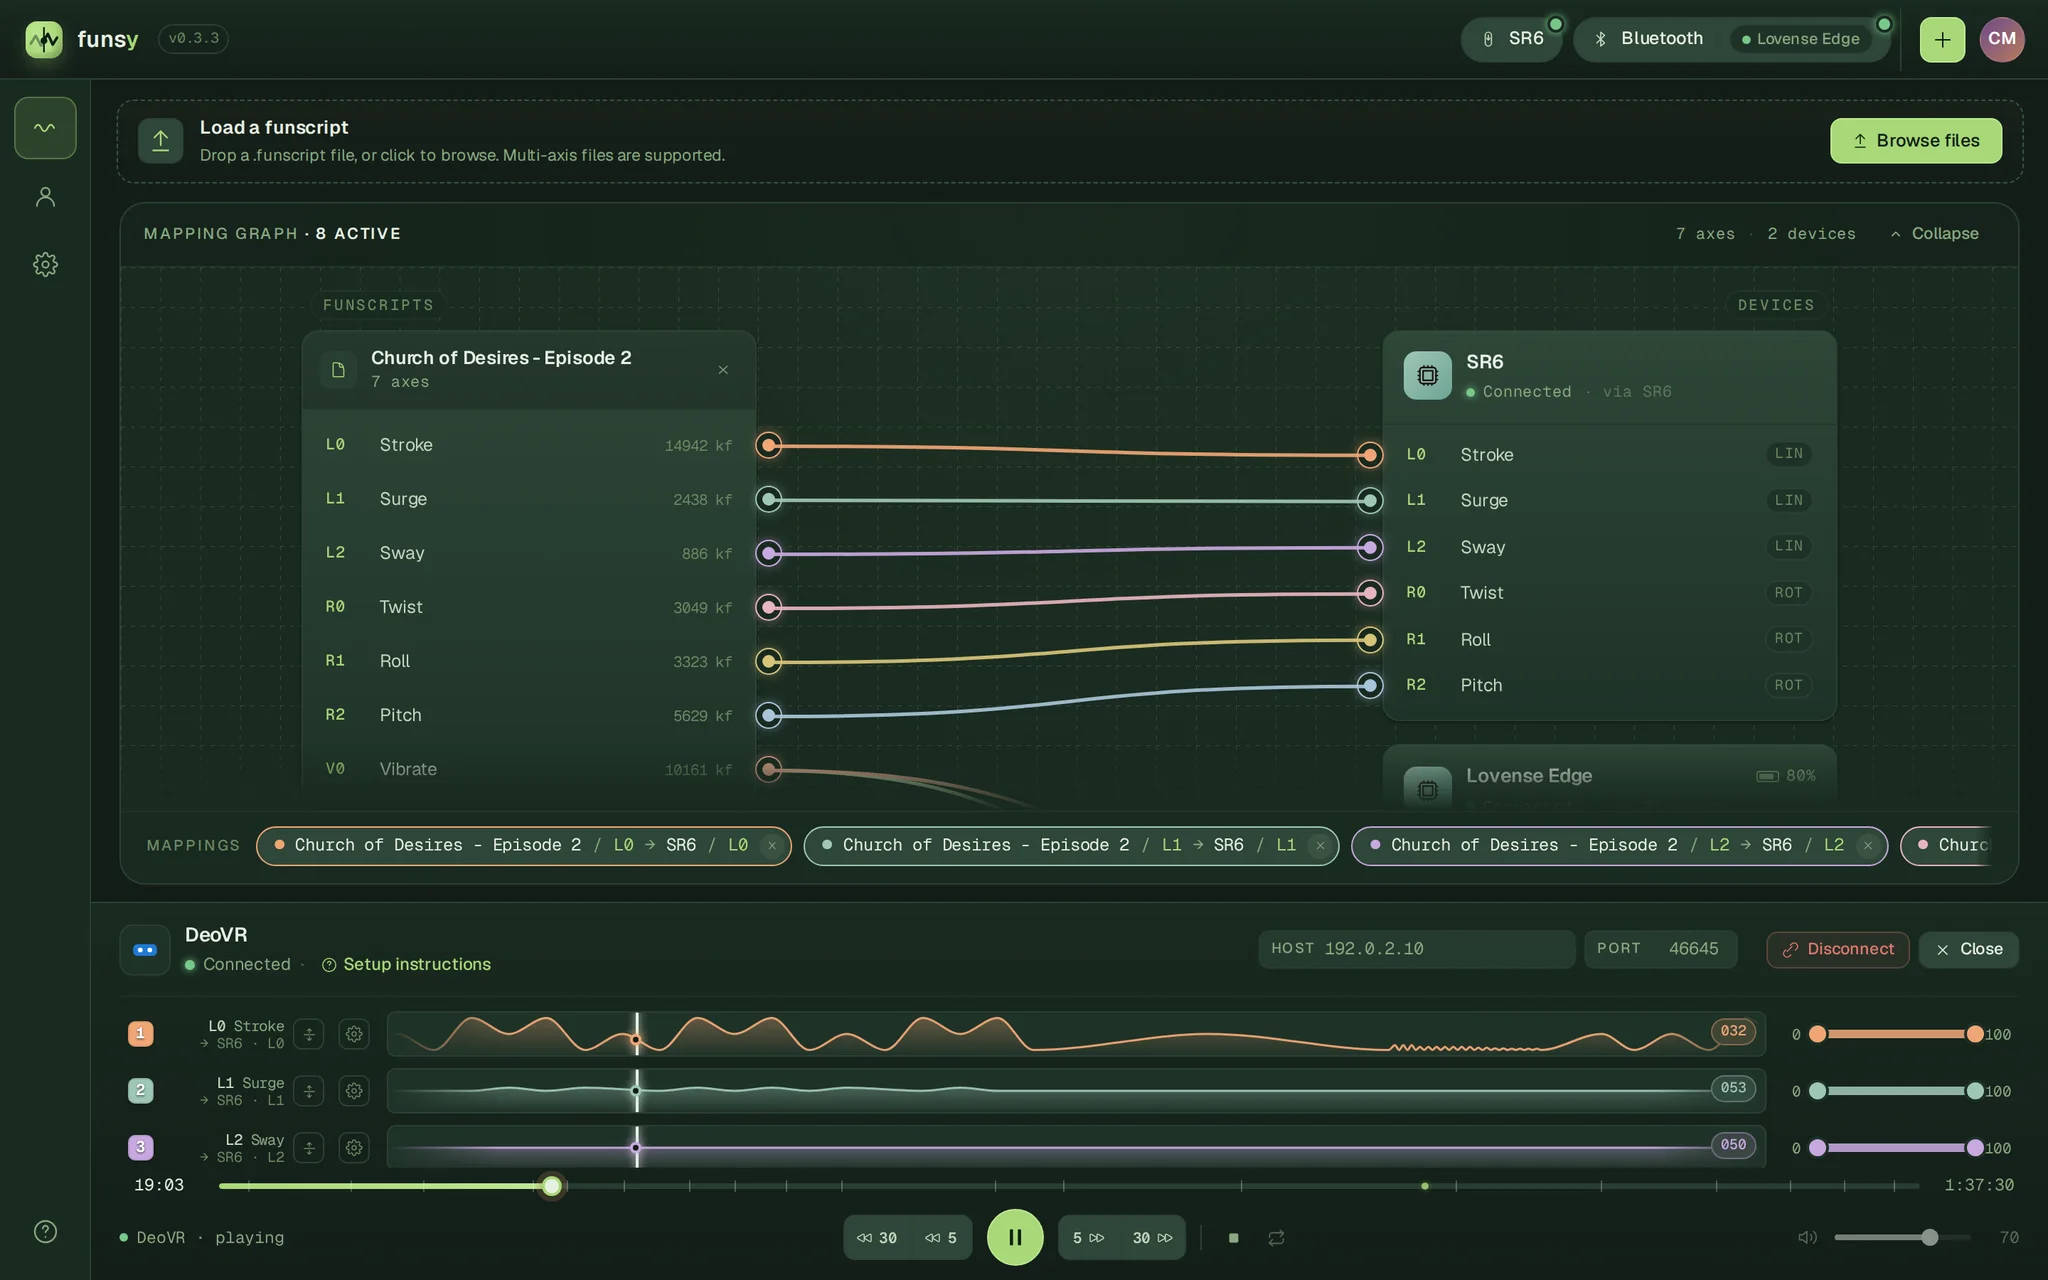 funsy v0.3.3
SR6
Bluetooth Lovense Edge
CM
Load a funscript
Drop a .funscript file, or click to browse. Multi-axis files are supported.
Browse files
MAPPING GRAPH · 8 ACTIVE
7 axes · 2 devices Collapse
FUNSCRIPTS
DEVICES
Church of Desires - Episode 2
7 axes
L0 Stroke 14942 kf
L1 Surge 2438 kf
L2 Sway 886 kf
R0 Twist 3049 kf
R1 Roll 3323 kf
R2 Pitch 5629 kf
V0 Vibrate 10161 kf
SR6
Connected · via SR6
L0 Stroke LIN
L1 Surge LIN
L2 Sway LIN
R0 Twist ROT
R1 Roll ROT
R2 Pitch ROT
Lovense Edge 80%
MAPPINGS
Church of Desires - Episode 2 / L0 → SR6 / L0
Church of Desires - Episode 2 / L1 → SR6 / L1
Church of Desires - Episode 2 / L2 → SR6 / L2
DeoVR
Connected · Setup instructions
HOST 192.0.2.10
PORT 46645
Disconnect
Close
1 L0 Stroke
→ SR6 · L0
032
0 100
2 L1 Surge
→ SR6 · L1
053
0 100
3 L2 Sway
→ SR6 · L2
050
0 100
19:03
1:37:30
DeoVR · playing
30 5
5 30
70